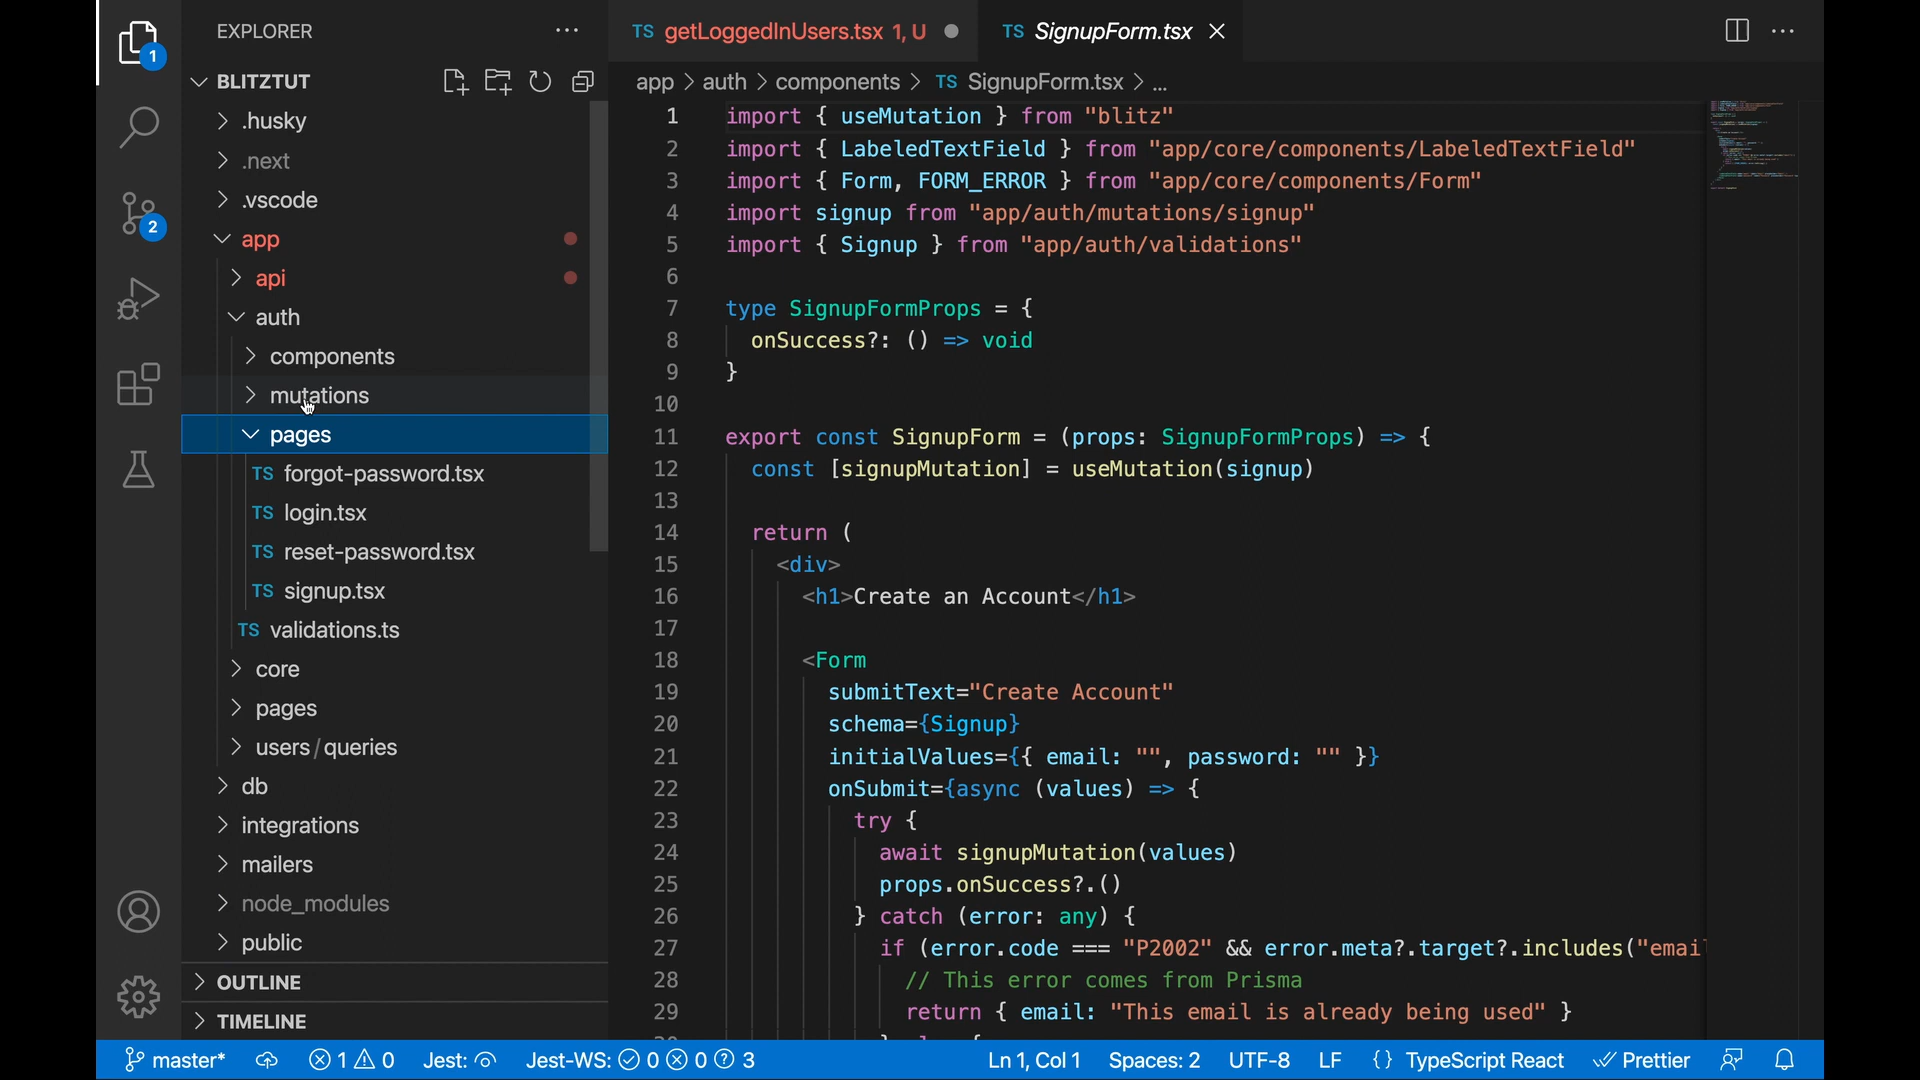 EXPLORER
BLITZTUT
.husky
.next
.vscode
app
api
auth
components
mutations
pages
TS forgot-password.tsx
TS login.tsx
TS reset-password.tsx
TS signup.tsx
TS validations.ts
core
pages
users / queries
db
integrations
mailers
node_modules
public
OUTLINE
TIMELINE
1
2
TS getLoggedInUsers.tsx 1, U
TS SignupForm.tsx
app > auth > components > TS SignupForm.tsx > ...
1 import { useMutation } from "blitz"
2 import { LabeledTextField } from "app/core/components/LabeledTextField"
3 import { Form, FORM_ERROR } from "app/core/components/Form"
4 import signup from "app/auth/mutations/signup"
5 import { Signup } from "app/auth/validations"
6
7 type SignupFormProps = {
8 onSuccess?: () => void
9 }
10
11 export const SignupForm = (props: SignupFormProps) => {
12 const [signupMutation] = useMutation(signup)
13
14 return (
15 <div>
16 <h1>Create an Account</h1>
17
18 <Form
19 submitText="Create Account"
20 schema={Signup}
21 initialValues={{ email: "", password: "" }}
22 onSubmit={async (values) => {
23 try {
24 await signupMutation(values)
25 props.onSuccess?.()
26 } catch (error: any) {
27 if (error.code === "P2002" && error.meta?.target?.includes("emai
28 // This error comes from Prisma
29 return { email: "This email is already being used" }
master* 1 0 Jest: Jest-WS: 0 0 3 Ln 1, Col 1 Spaces: 2 UTF-8 LF {} TypeScript React Prettier